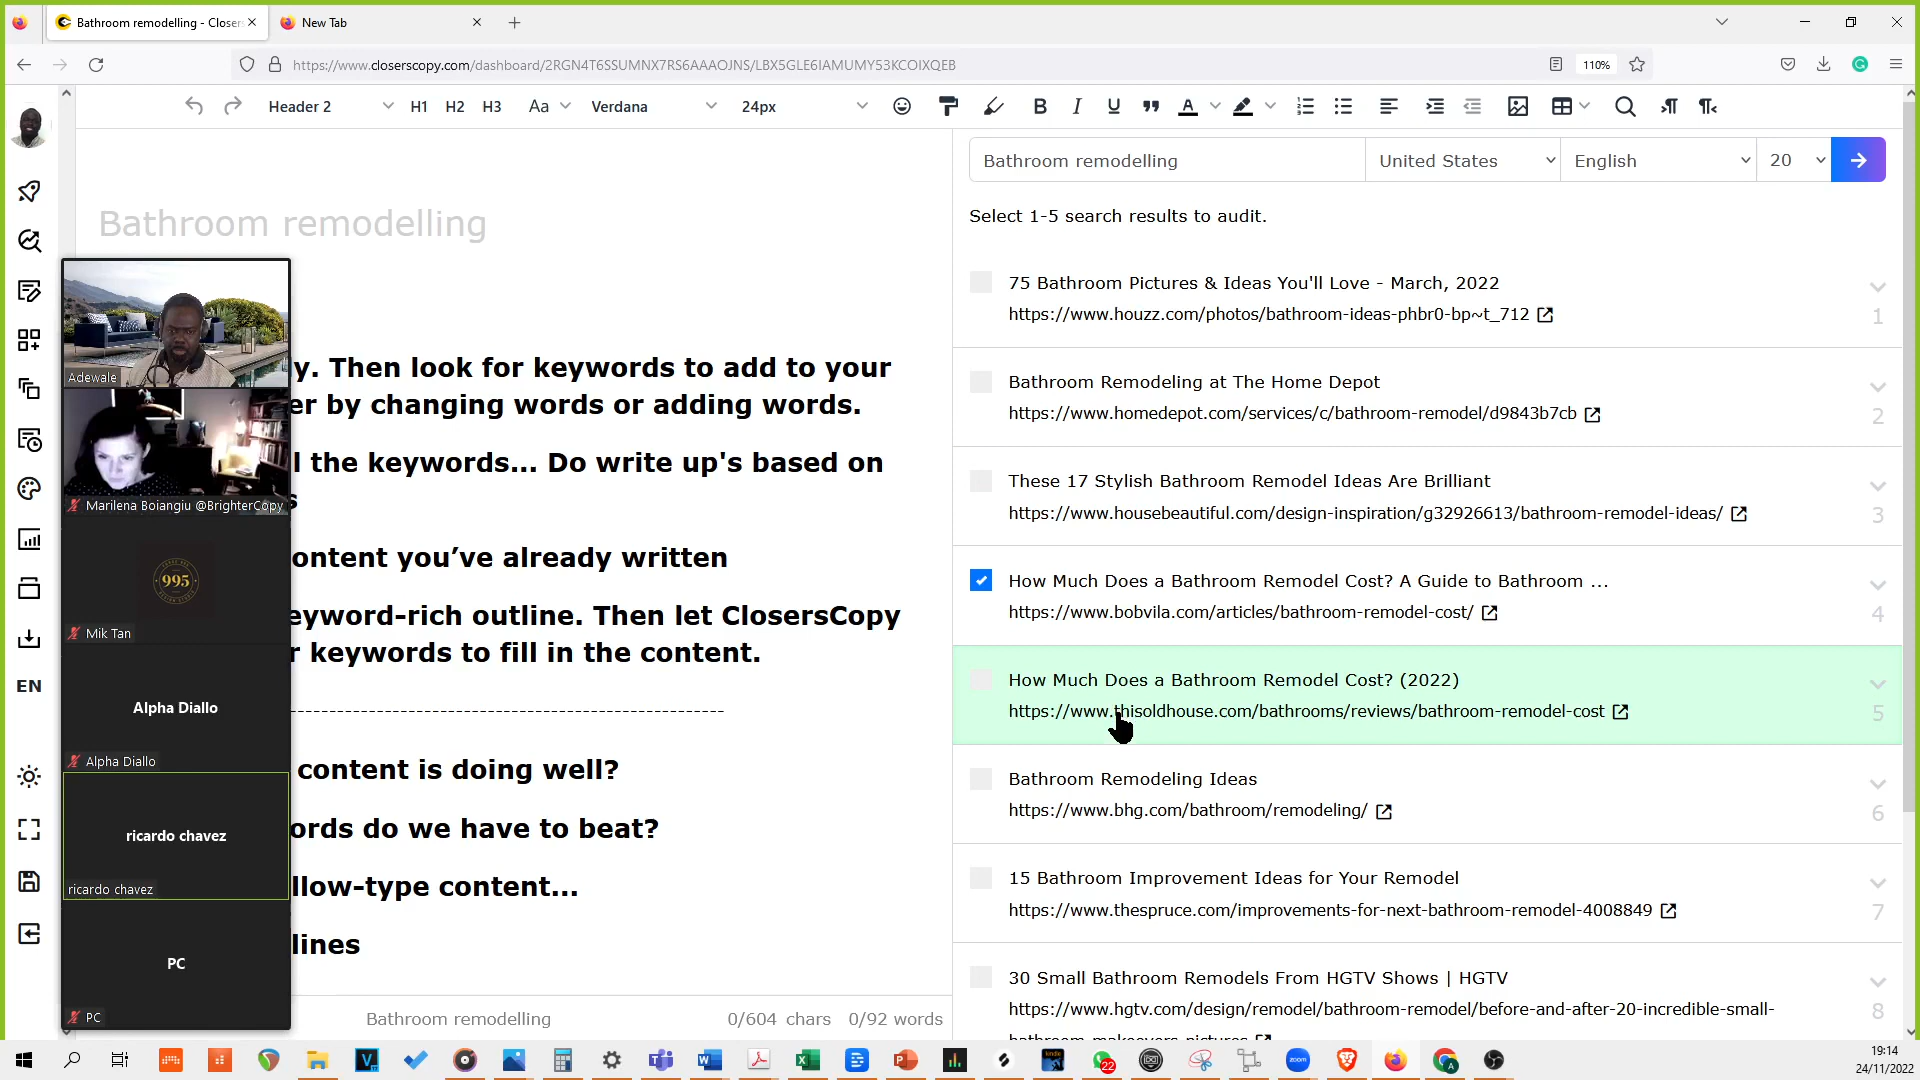 Bathroom remodelling - Closers
New Tab
https://www.closerscopy.com/dashboard/2RGN4T6SSUMNX7RS6AAAOJNS/LBX5GLE6IAMUMY53KCOIXQEB
110%
Header 2
H1 H2 H3
Aa
Verdana
24px
Bathroom remodelling
y. Then look for keywords to add to your
er by changing words or adding words.
l the keywords... Do write up's based on
s
ontent you’ve already written
eyword-rich outline. Then let ClosersCopy
r keywords to fill in the content.
content is doing well?
ords do we have to beat?
llow-type content...
lines
Bathroom remodelling
0/604 chars
0/92 words
EN
Adewale
Marilena Boiangiu @BrighterCopy
995
Mik Tan
Alpha Diallo
Alpha Diallo
ricardo chavez
ricardo chavez
PC
PC
Bathroom remodelling
United States
English
20
Select 1-5 search results to audit.
75 Bathroom Pictures & Ideas You'll Love - March, 2022
https://www.houzz.com/photos/bathroom-ideas-phbr0-bp~t_712
1
Bathroom Remodeling at The Home Depot
https://www.homedepot.com/services/c/bathroom-remodel/d9843b7cb
2
These 17 Stylish Bathroom Remodel Ideas Are Brilliant
https://www.housebeautiful.com/design-inspiration/g32926613/bathroom-remodel-ideas/
3
How Much Does a Bathroom Remodel Cost? A Guide to Bathroom ...
https://www.bobvila.com/articles/bathroom-remodel-cost/
4
How Much Does a Bathroom Remodel Cost? (2022)
https://www.thisoldhouse.com/bathrooms/reviews/bathroom-remodel-cost
5
Bathroom Remodeling Ideas
https://www.bhg.com/bathroom/remodeling/
6
15 Bathroom Improvement Ideas for Your Remodel
https://www.thespruce.com/improvements-for-next-bathroom-remodel-4008849
7
30 Small Bathroom Remodels From HGTV Shows | HGTV
https://www.hgtv.com/design/remodel/bathroom-remodel/before-and-after-20-incredible-small-
bathroom-makeovers-pictures
8
22
zoom
19:14
24/11/2022